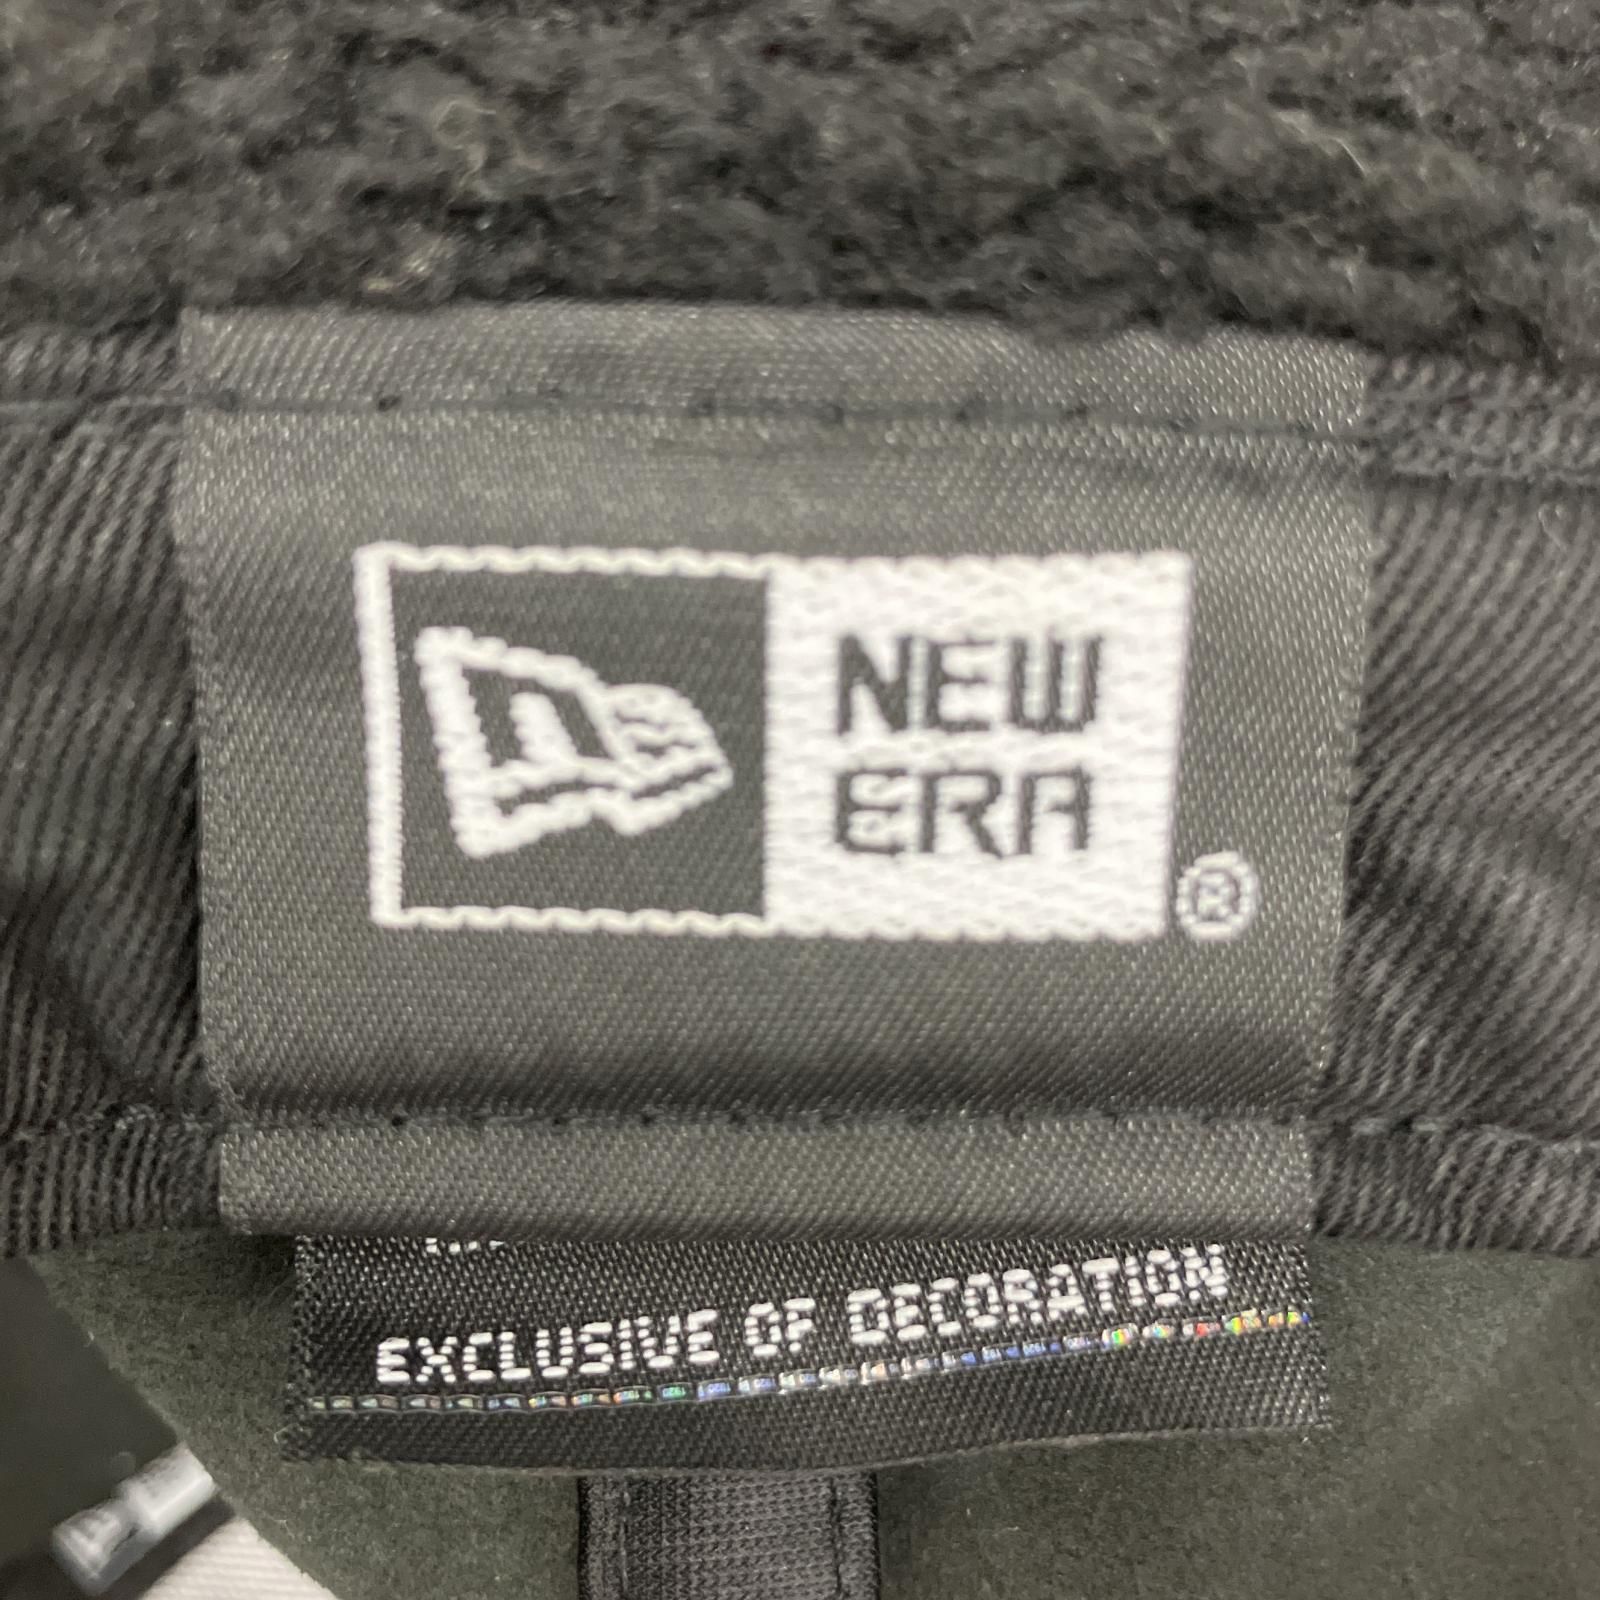 NEW
ERA
®
EXCLUSIVE OF DECORATION